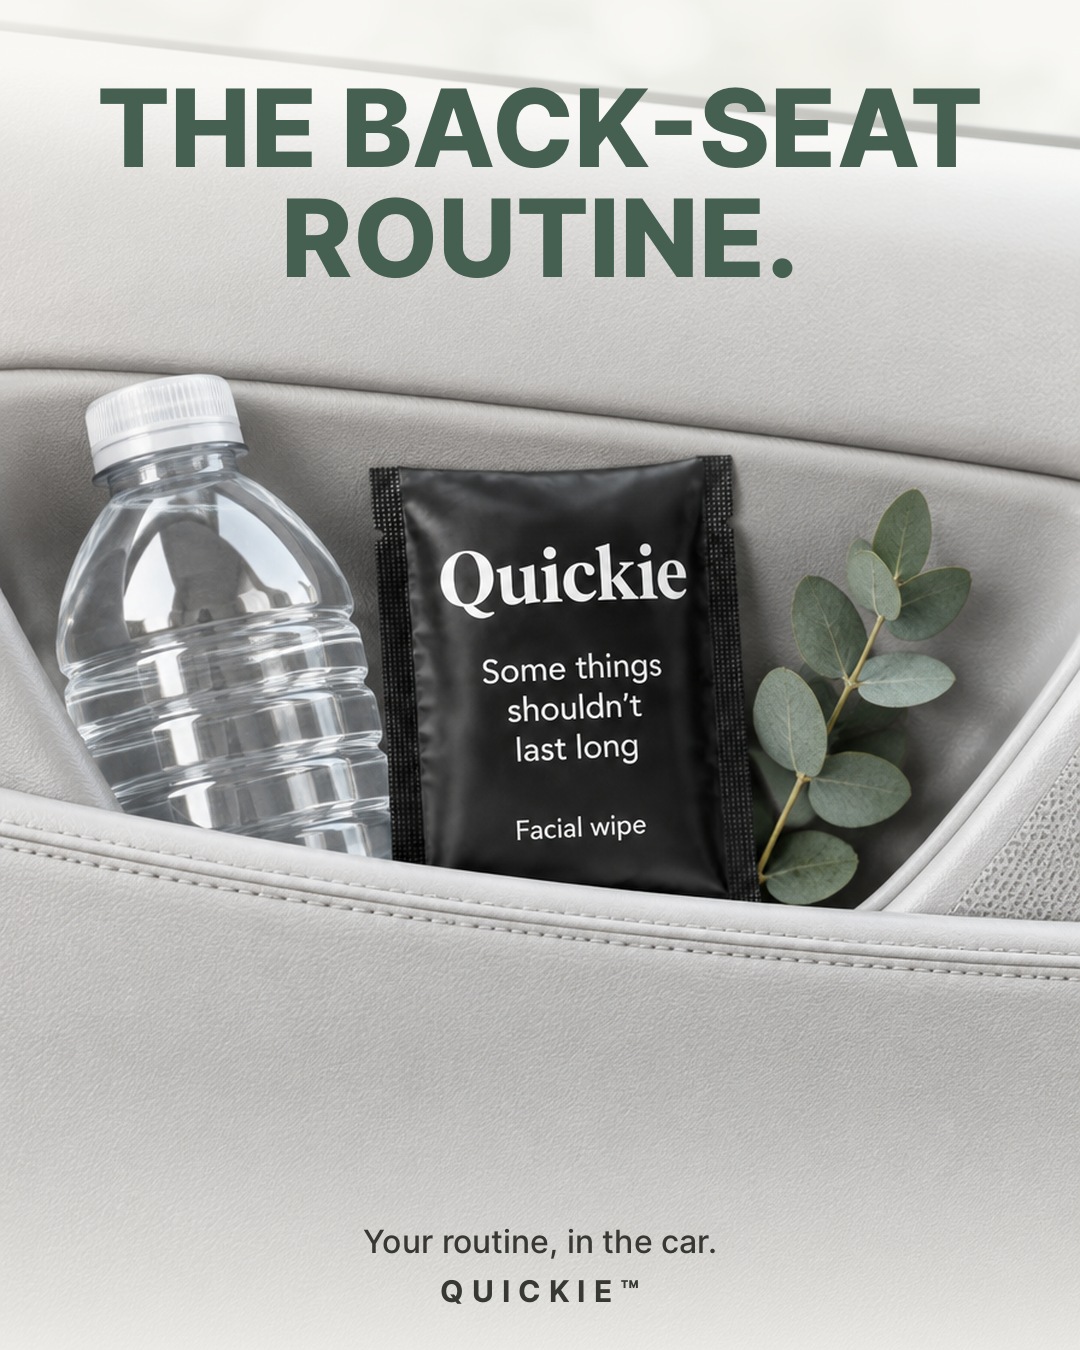 THE BACK-SEAT
ROUTINE.
Quickie
Some things
shouldn't
last long
Facial wipe
Your routine, in the car.
QUICKIE™